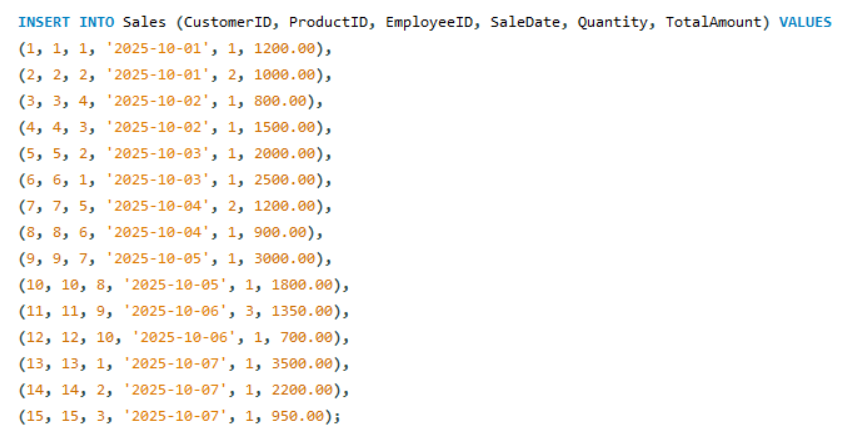 INSERT INTO Sales (CustomerID, ProductID, EmployeeID, SaleDate, Quantity, TotalAmount) VALUES
(1, 1, 1, '2025-10-01', 1, 1200.00),
(2, 2, 2, '2025-10-01', 2, 1000.00),
(3, 3, 4, '2025-10-02', 1, 800.00),
(4, 4, 3, '2025-10-02', 1, 1500.00),
(5, 5, 2, '2025-10-03', 1, 2000.00),
(6, 6, 1, '2025-10-03', 1, 2500.00),
(7, 7, 5, '2025-10-04', 2, 1200.00),
(8, 8, 6, '2025-10-04', 1, 900.00),
(9, 9, 7, '2025-10-05', 1, 3000.00),
(10, 10, 8, '2025-10-05', 1, 1800.00),
(11, 11, 9, '2025-10-06', 3, 1350.00),
(12, 12, 10, '2025-10-06', 1, 700.00),
(13, 13, 1, '2025-10-07', 1, 3500.00),
(14, 14, 2, '2025-10-07', 1, 2200.00),
(15, 15, 3, '2025-10-07', 1, 950.00);